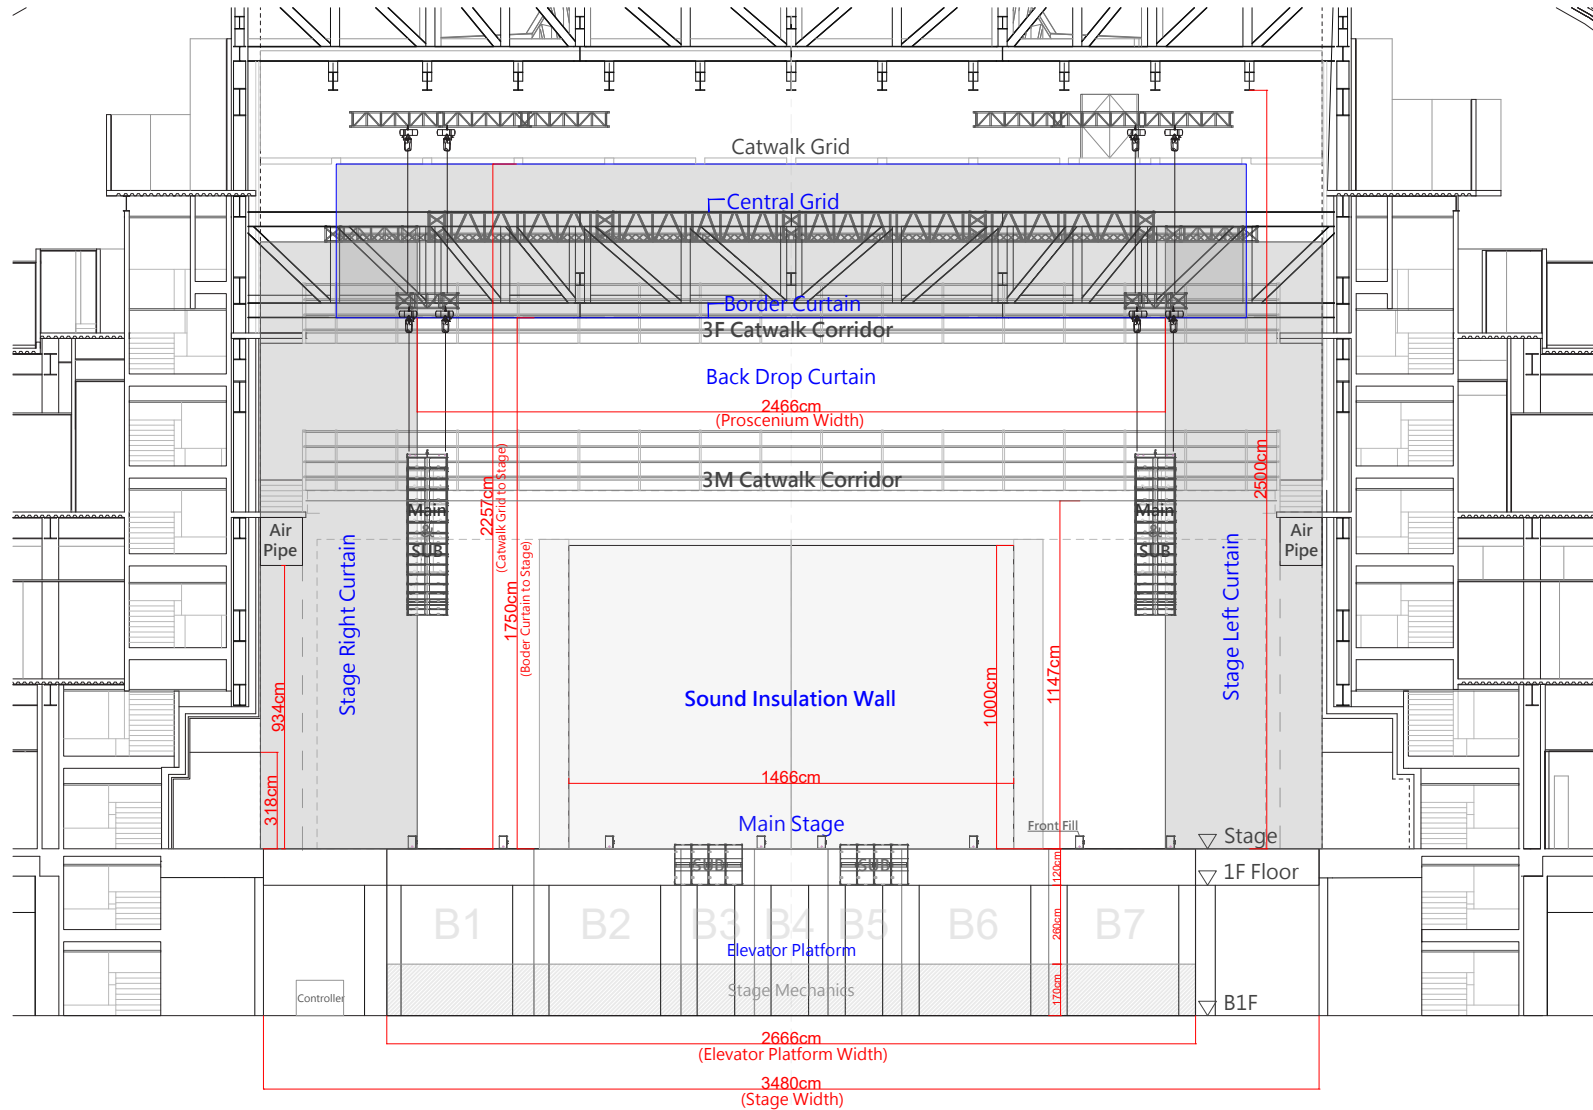 Catwalk Grid
Central Grid
Border Curtain
3F Catwalk Corridor
Back Drop Curtain
2466cm
(Proscenium Width)
3M Catwalk Corridor
2257cm
(Catwalk Grid to Stage)
1750cm
(Boder Curtain to Stage)
2500cm
Main
&
SUB
Main
&
SUB
Air
Pipe
Air
Pipe
Stage Right Curtain
Stage Left Curtain
934cm
318cm
1147cm
1000cm
Sound Insulation Wall
1466cm
Main Stage
Front Fill
Stage
SUB
SUB
120cm
1F Floor
B1
B2
B3
B4
B5
B6
B7
260cm
Elevator Platform
Stage Mechanics
170cm
Controller
B1F
2666cm
(Elevator Platform Width)
3480cm
(Stage Width)